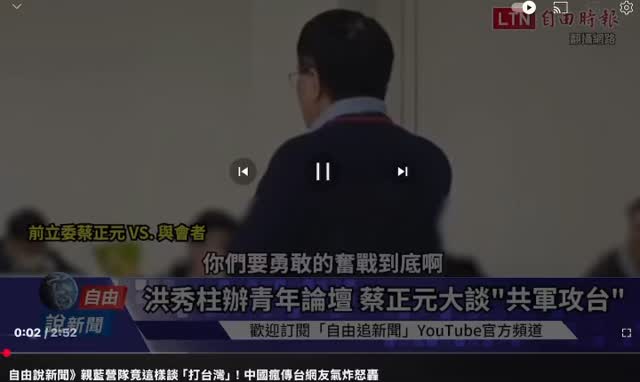 LTN 自由時報
翻攝網路
前立委蔡正元 VS. 與會者
你們要勇敢的奮戰到底啊
自由
說新聞
洪秀柱辦青年論壇 蔡正元大談"共軍攻台"
歡迎訂閱「自由追新聞」YouTube官方頻道
0:02 / 2:52
自由說新聞》親藍營隊竟這樣談「打台灣」! 中國瘋傳台網友氣炸怒轟